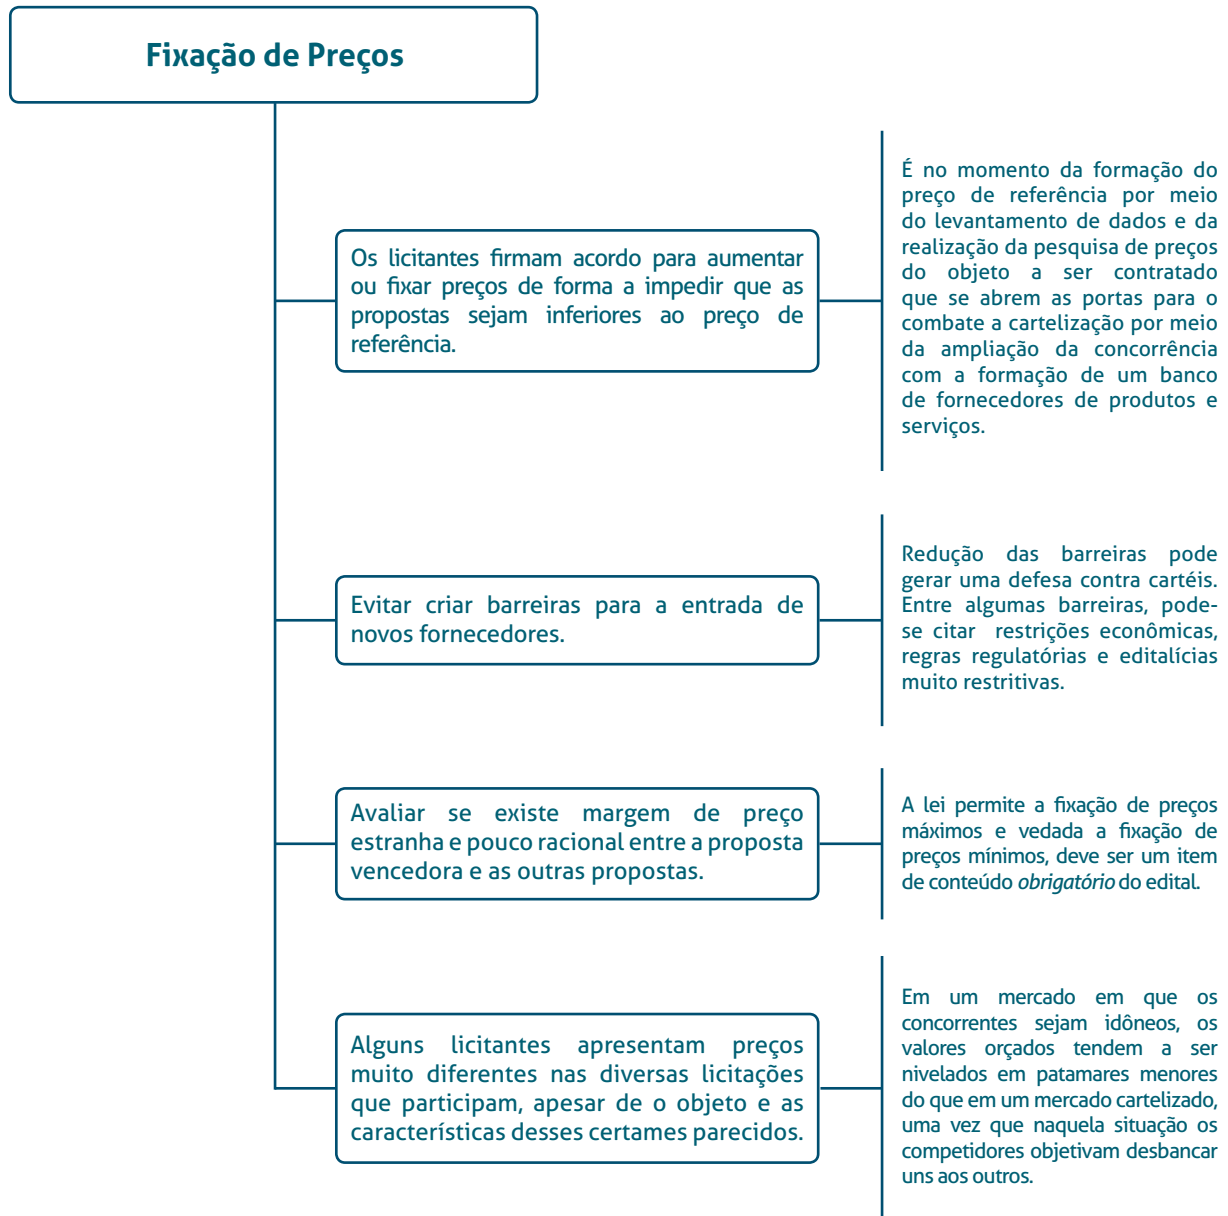 Fixação de Preços
Os licitantes firmam acordo para aumentar
ou fixar preços de forma a impedir que as
propostas sejam inferiores ao preço de
referência.
É no momento da formação do
preço de referência por meio
do levantamento de dados e da
realização da pesquisa de preços
do objeto a ser contratado
que se abrem as portas para o
combate a cartelização por meio
da ampliação da concorrência
com a formação de um banco
de fornecedores de produtos e
serviços.
Evitar criar barreiras para a entrada de
novos fornecedores.
Redução das barreiras pode
gerar uma defesa contra cartéis.
Entre algumas barreiras, pode-
se citar restrições econômicas,
regras regulatórias e editalícias
muito restritivas.
Avaliar se existe margem de preço
estranha e pouco racional entre a proposta
vencedora e as outras propostas.
A lei permite a fixação de preços
máximos e vedada a fixação de
preços mínimos, deve ser um item
de conteúdo obrigatório do edital.
Alguns licitantes apresentam preços
muito diferentes nas diversas licitações
que participam, apesar de o objeto e as
características desses certames parecidos.
Em um mercado em que os
concorrentes sejam idôneos, os
valores orçados tendem a ser
nivelados em patamares menores
do que em um mercado cartelizado,
uma vez que naquela situação os
competidores objetivam desbancar
uns aos outros.